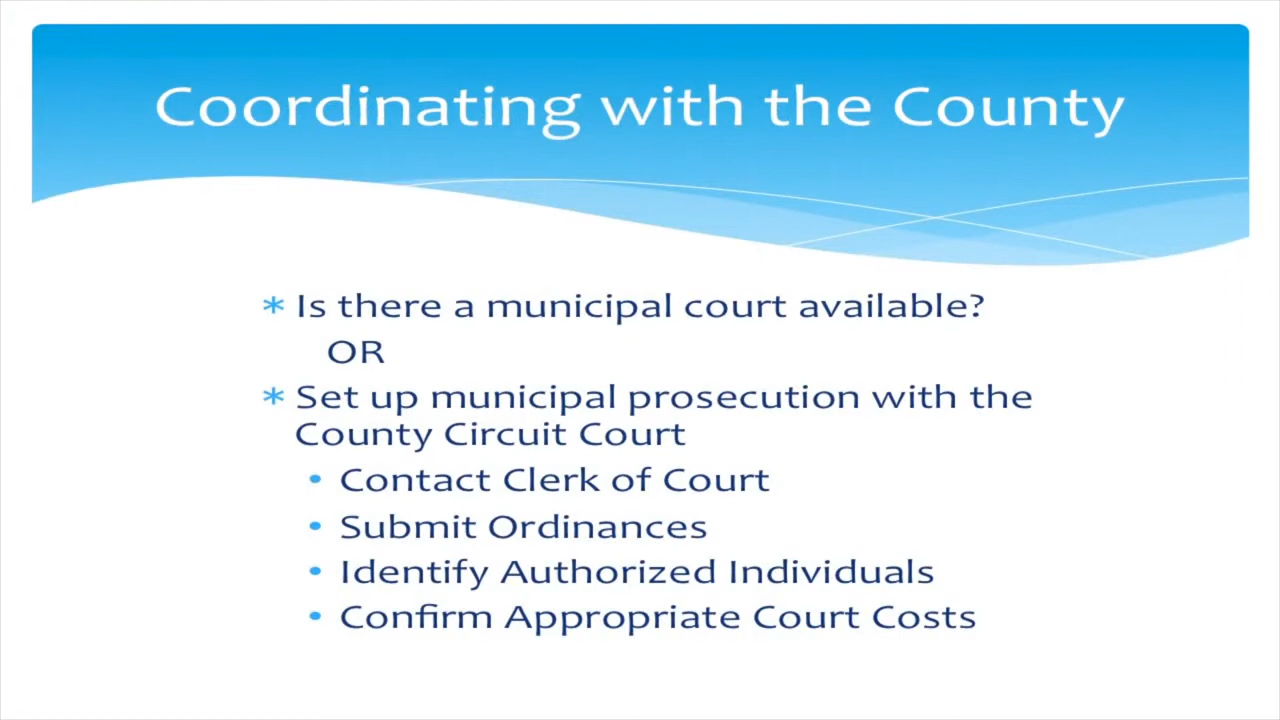 Coordinating with the County
* Is there a municipal court available?
OR
* Set up municipal prosecution with the
County Circuit Court
• Contact Clerk of Court
• Submit Ordinances
• Identify Authorized Individuals
• Confirm Appropriate Court Costs